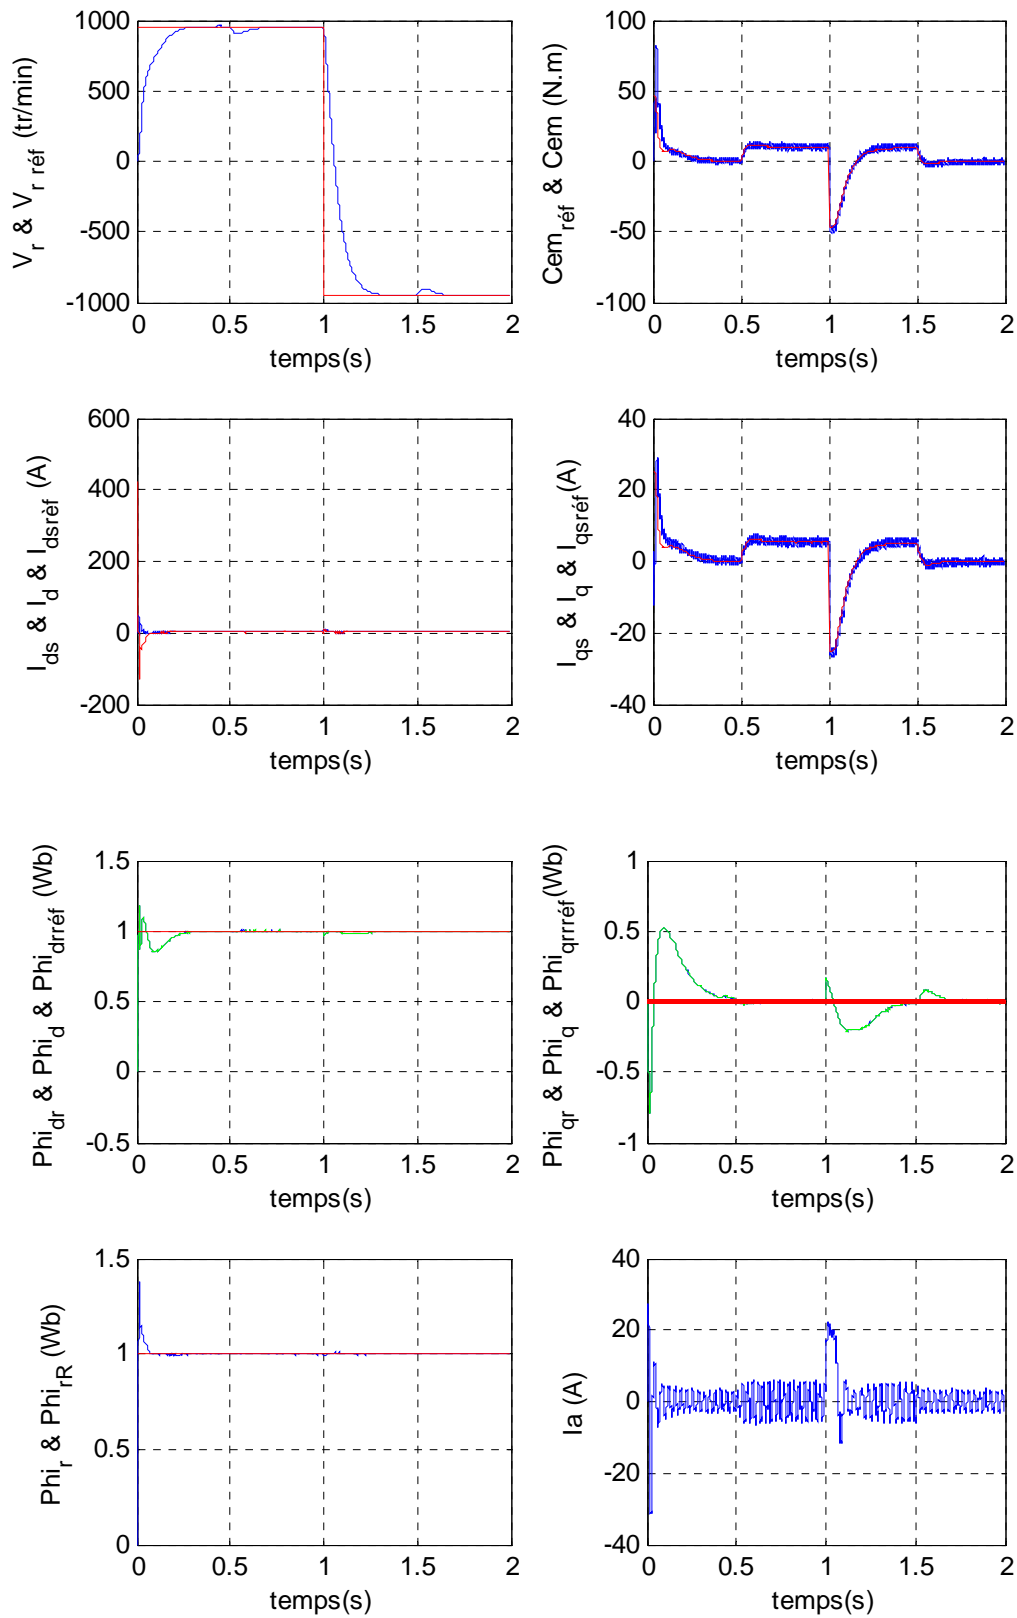 V_r & V_r réf (tr/min)
1000
500
0
-500
-1000
0 0.5 1 1.5 2
temps(s)
Cem_réf & Cem (N.m)
100
50
0
-50
-100
0 0.5 1 1.5 2
temps(s)
I_ds & I_d & I_dsrèf (A)
600
400
200
0
-200
0 0.5 1 1.5 2
temps(s)
I_qs & I_q & I_qsréf (A)
40
20
0
-20
-40
0 0.5 1 1.5 2
temps(s)
Phi_dr & Phi_d & Phi_drréf (Wb)
1.5
1
0.5
0
-0.5
0 0.5 1 1.5 2
temps(s)
Phi_qr & Phi_q & Phi_qrrréf (Wb)
1
0.5
0
-0.5
-1
0 0.5 1 1.5 2
temps(s)
Phi_r & Phi_rR (Wb)
1.5
1
0.5
0
0 0.5 1 1.5 2
temps(s)
Ia (A)
40
20
0
-20
-40
0 0.5 1 1.5 2
temps(s)